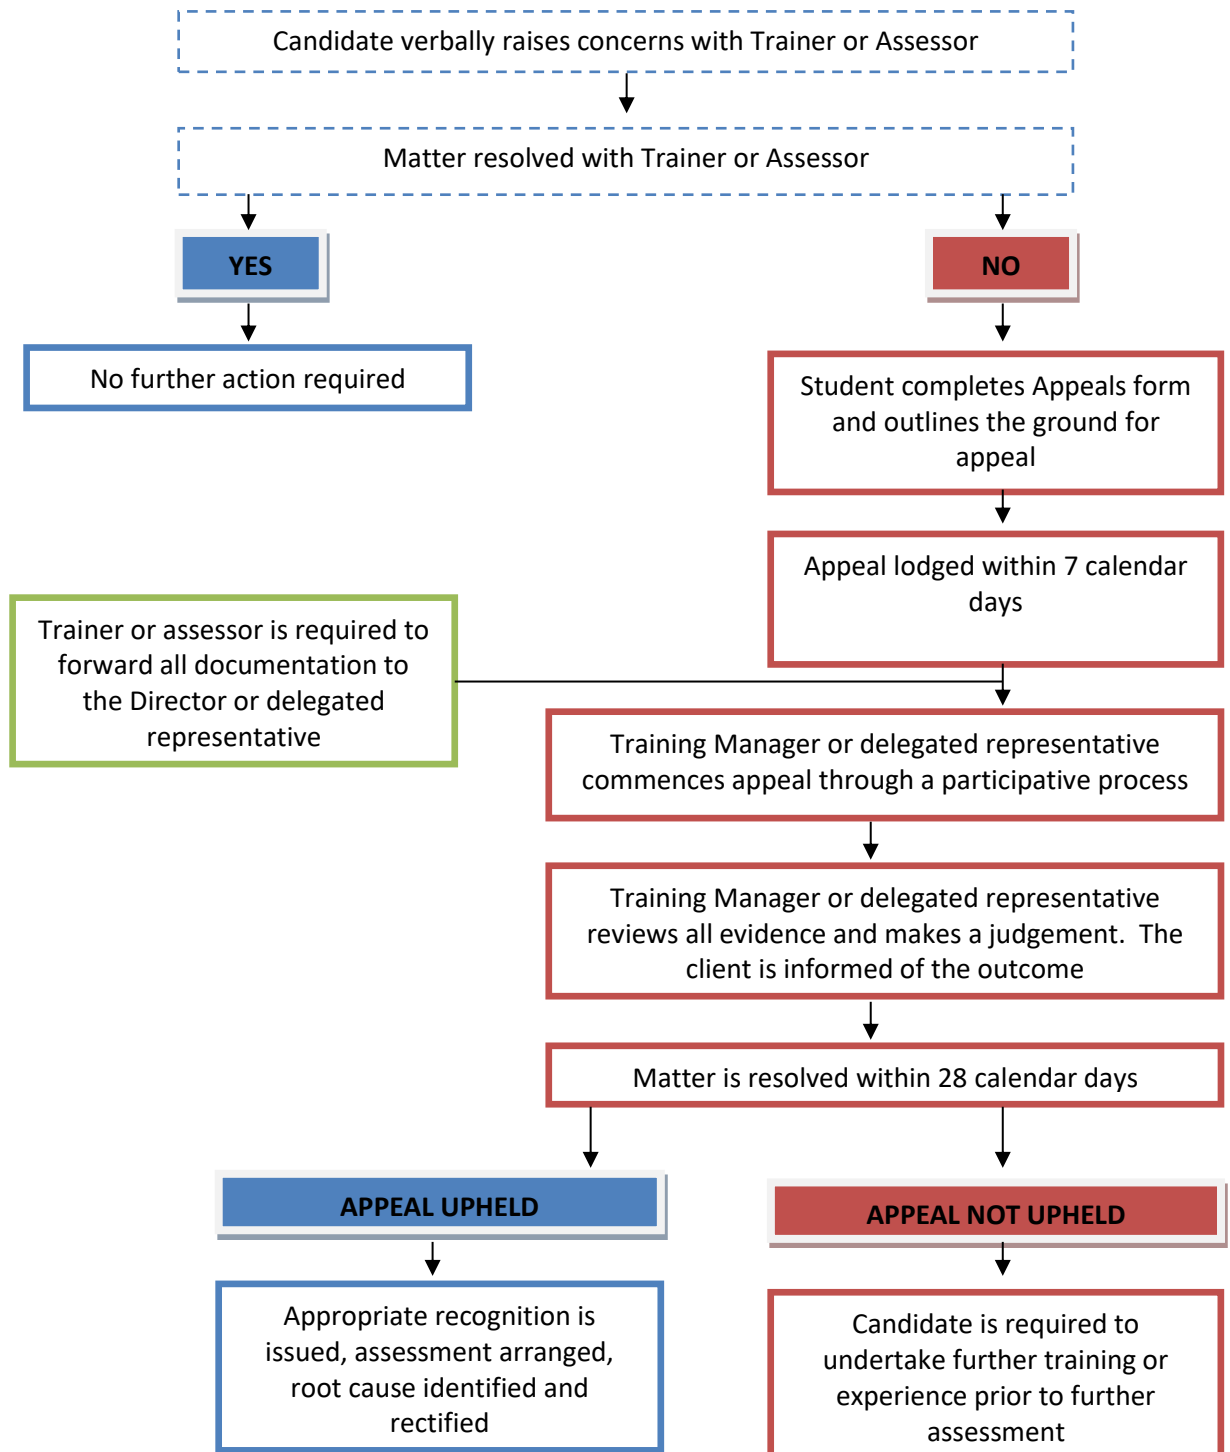 Candidate verbally raises concerns with Trainer or Assessor
Matter resolved with Trainer or Assessor
YES
NO
No further action required
Student completes Appeals form
and outlines the ground for
appeal
Appeal lodged within 7 calendar
days
Trainer or assessor is required to
forward all documentation to
the Director or delegated
representative
Training Manager or delegated representative
commences appeal through a participative process
Training Manager or delegated representative
reviews all evidence and makes a judgement.  The
client is informed of the outcome
Matter is resolved within 28 calendar days
APPEAL UPHELD
APPEAL NOT UPHELD
Appropriate recognition is
issued, assessment arranged,
root cause identified and
rectified
Candidate is required to
undertake further training or
experience prior to further
assessment